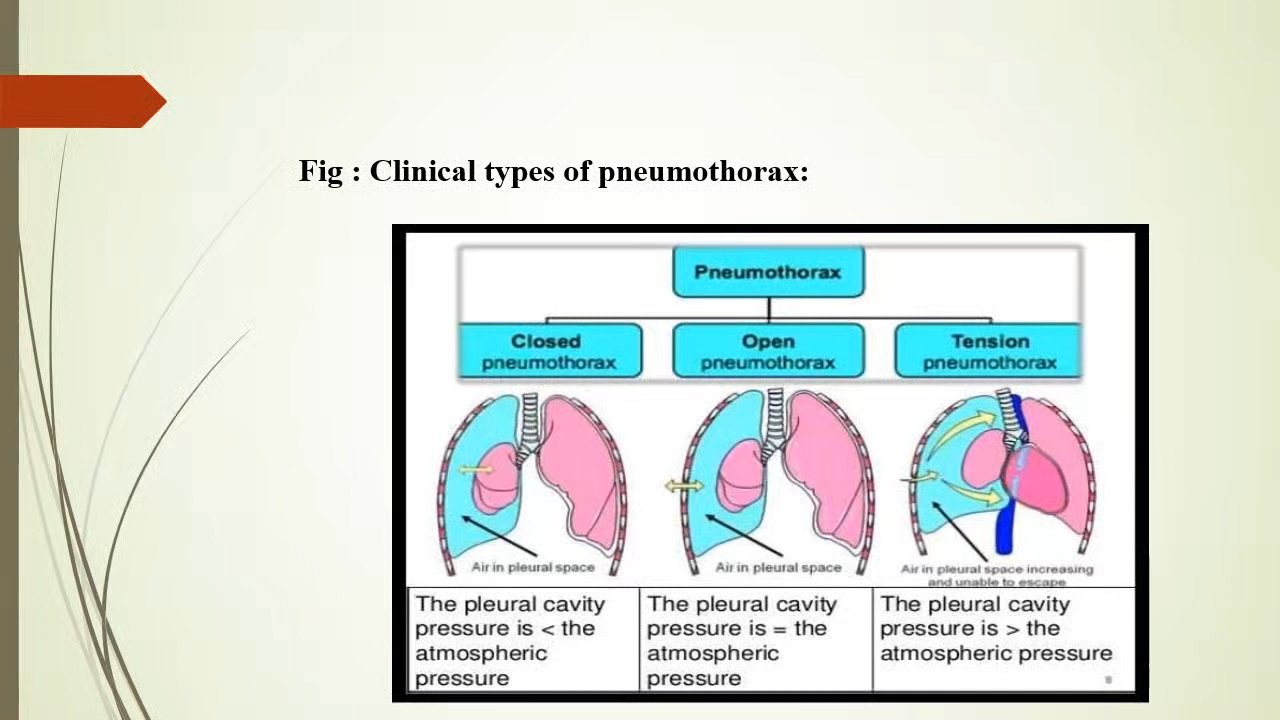 Fig : Clinical types of pneumothorax:
Pneumothorax
Closed
pneumothorax
Open
pneumothorax
Tension
pneumothorax
Air in pleural space
Air in pleural space
Air in pleural space increasing
and unable to escape
The pleural cavity
pressure is < the
atmospheric
pressure
The pleural cavity
pressure is = the
atmospheric
pressure
The pleural cavity
pressure is > the
atmospheric pressure